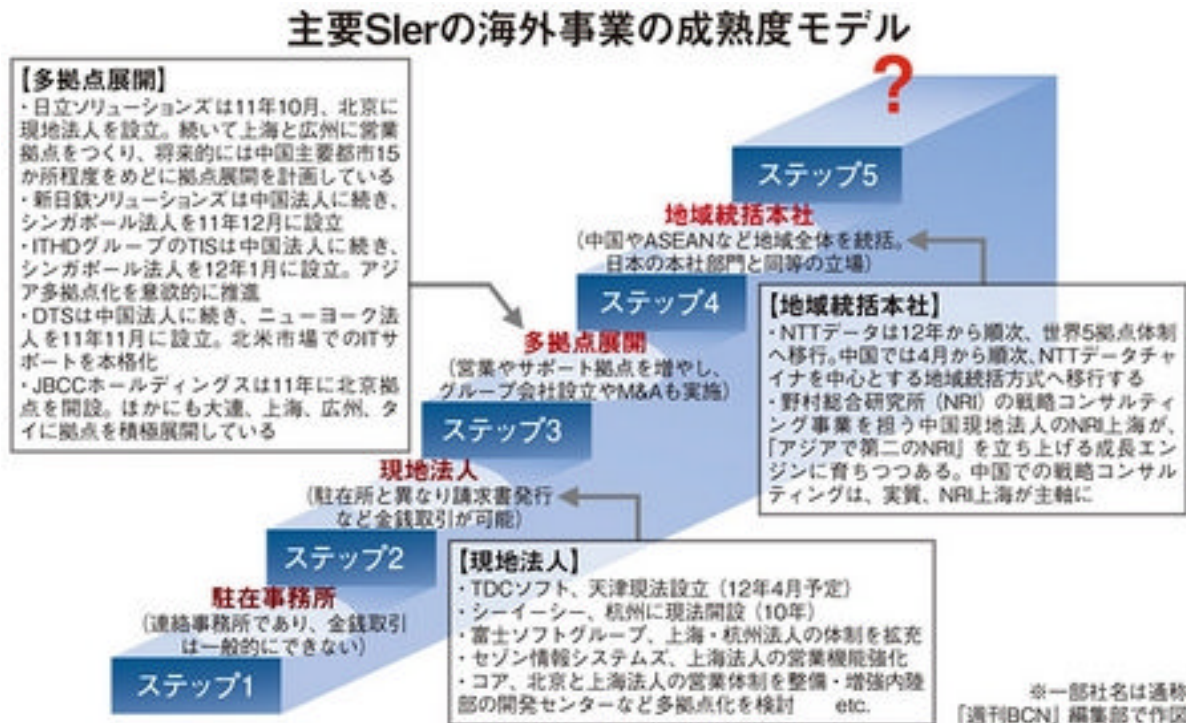 主要SIerの海外事業の成熟度モデル
【多拠点展開】
・日立ソリューションズは11年10月、北京に
現地法人を設立。続いて上海と広州に営業
拠点をつくり、将来的には中国主要都市15
か所程度をめどに拠点展開を計画している
・新日鉄ソリューションズは中国法人に続き、
シンガポール法人を11年12月に設立
・ITHDグループのTISは中国法人に続き、
シンガポール法人を12年1月に設立。アジ
ア多拠点化を意欲的に推進
・DTSは中国法人に続き、ニューヨーク法
人を11年11月に設立。北米市場でのITサ
ポートを本格化
・JBCCホールディングスは11年に北京拠
点を開設。ほかにも大連、上海、広州、タ
イに拠点を積極展開している
?
ステップ5
地域統括本社
(中国やASEANなど地域全体を統括。
日本の本社部門と同等の立場)
ステップ4
【地域統括本社】
・NTTデータは12年から順次、世界5拠点体制
へ移行。中国では4月から順次、NTTデータチャ
イナを中心とする地域統括方式へ移行する
・野村総合研究所(NRI)の戦略コンサルティ
ング事業を担う中国現地法人のNRI上海が、
「アジアで第二のNRI」を立ち上げる成長エン
ジンに育ちつつある。中国での戦略コンサル
ティングは、実質、NRI上海が主軸に
多拠点展開
(営業やサポート拠点を増やし、
グループ会社設立やM&Aも実施)
ステップ3
現地法人
(駐在所と異なり請求書発行
など金銭取引が可能)
ステップ2
【現地法人】
・TDCソフト、天津現法設立(12年4月予定)
・シーイーシー、杭州に現法開設(10年)
・富士ソフトグループ、上海・杭州法人の体制を拡充
・セゾン情報システムズ、上海法人の営業機能強化
・コア、北京と上海法人の営業体制を整備・増強内陸
部の開発センターなど多拠点化を検討 etc.
駐在事務所
(連絡事務所であり、金銭取引
は一般的にできない)
ステップ1
※一部社名は通称
「週刊BCN」編集部で作図